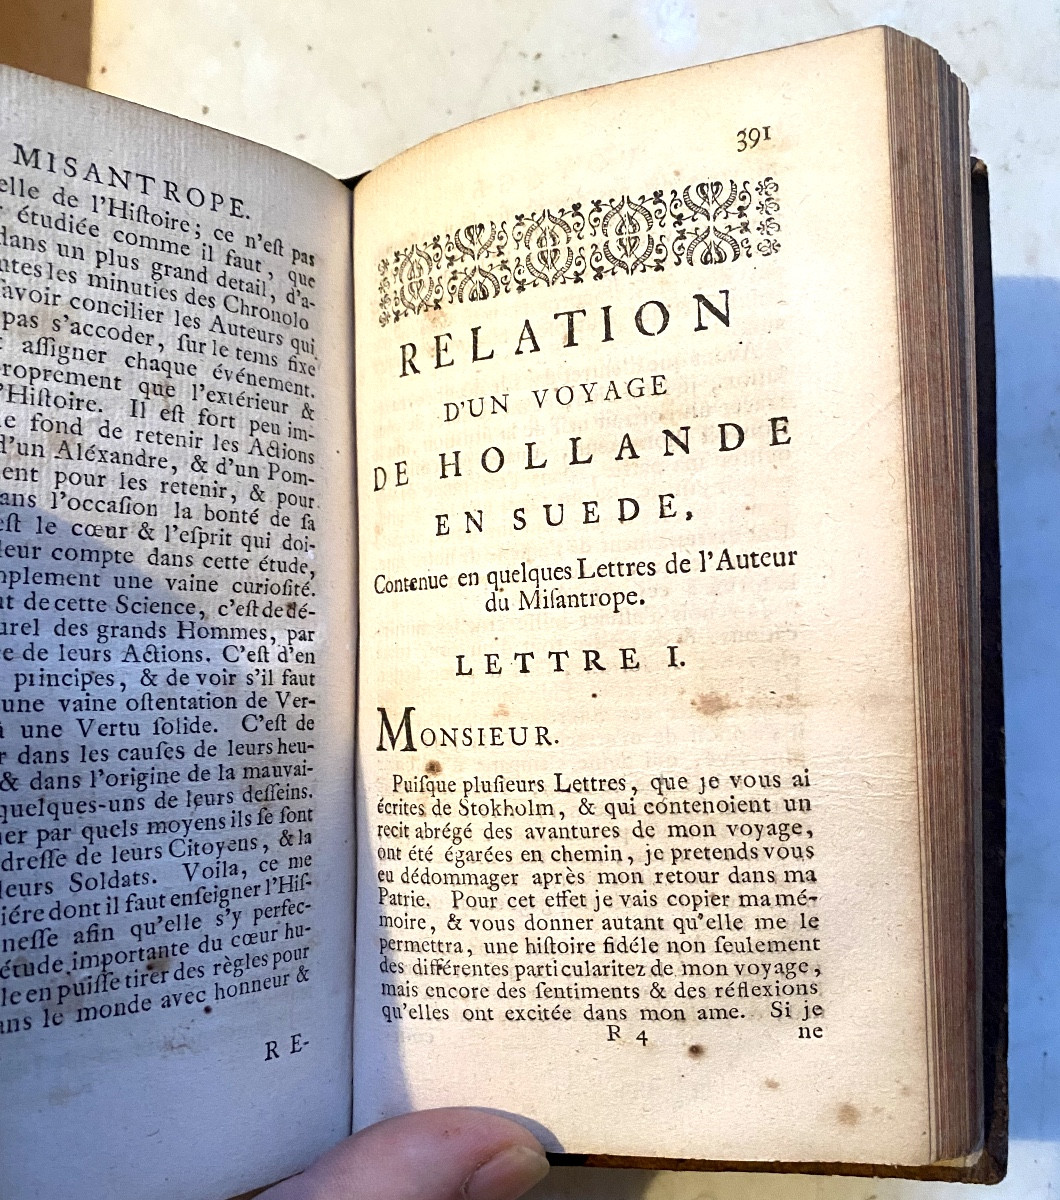 MISANTROPE.
elle de l'Hiſtoire; ce n'eſt pas
étudiée comme il faut, que
dans un plus grand detail, d'a-
utes les minuties des Chronolo
ſavoir concilier les Auteurs qui
pas s'accoder, ſur le tems fixe
aſſigner chaque événement.
roprement que l'extérieur &
'Hiſtoire. Il eſt fort peu im-
le fond de retenir les Actions
d'un Aléxandre, & d'un Pom-
ent pour les retenir, & pour
ans l'occaſion la bonté de ſa
eſt le cœur & l'eſprit qui doi-
leur compte dans cette étude,
mplement une vaine curioſité.
nt de cette Science, c'eſt de dé-
urel des grands Hommes, par
e de leurs Actions. C'eſt d'en
principes, & de voir s'il faut
une vaine oſtentation de Ver-
à une Vertu ſolide. C'eſt de
r dans les cauſes de leurs heu-
& dans l'origine de la mauvai-
quelques-uns de leurs deſſeins.
er par quels moyens ils ſe ſont
dreſſe de leurs Citoyens, & la
leurs Soldats. Voila, ce me
iére dont il faut enſeigner l'Hiſ-
neſſe afin qu'elle s'y perfec-
étude importante du cœur hu-
le en puiſſe tirer des règles pour
ans le monde avec honneur &
RE-
391
RELATION
D'UN VOYAGE
DE HOLLANDE
EN SUEDE,
Contenue en quelques Lettres de l'Auteur
du Miſantrope.
LETTRE I.
MONSIEUR.
Puiſque pluſieurs Lettres, que je vous ai
écrites de Stokholm, & qui contenoient un
recit abrégé des avantures de mon voyage,
ont été égarées en chemin, je pretends vous
eu dédommager après mon retour dans ma
Patrie. Pour cet effet je vais copier ma mé-
moire, & vous donner autant qu'elle me le
permettra, une hiſtoire fidéle non ſeulement
des différentes particularitez de mon voyage,
mais encore des ſentiments & des réflexions
qu'elles ont excitée dans mon ame. Si je
R 4 ne